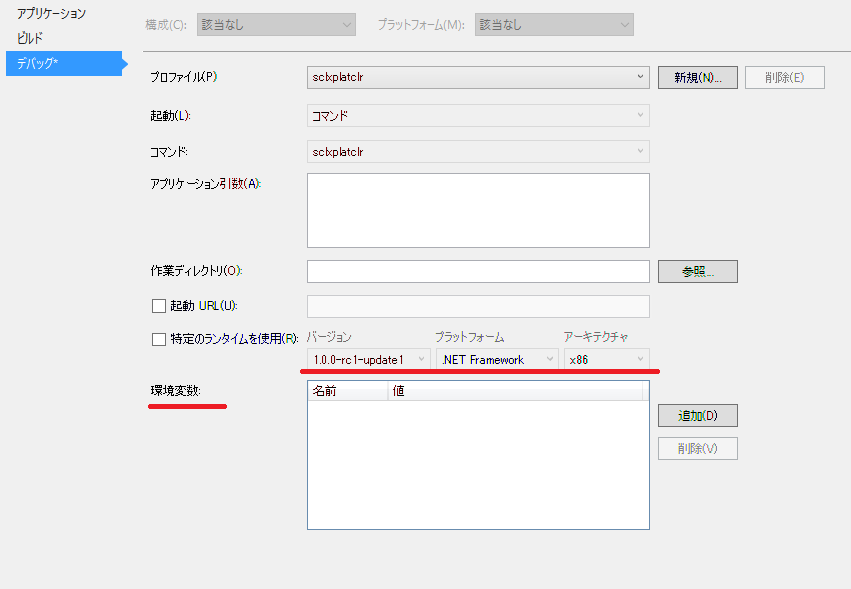 アプリケーション
ビルド
デバッグ*
構成(C): 該当なし プラットフォーム(M): 該当なし
プロファイル(P) sclxplatclr 新規(N)... 削除(E)
起動(L): コマンド
コマンド: sclxplatclr
アプリケーション引数(A):
作業ディレクトリ(O): 参照...
起動 URL(U):
特定のランタイムを使用(R): バージョン プラットフォーム アーキテクチャ
1.0.0-rc1-update1 .NET Framework x86
環境変数: 名前 値
追加(D)
削除(V)